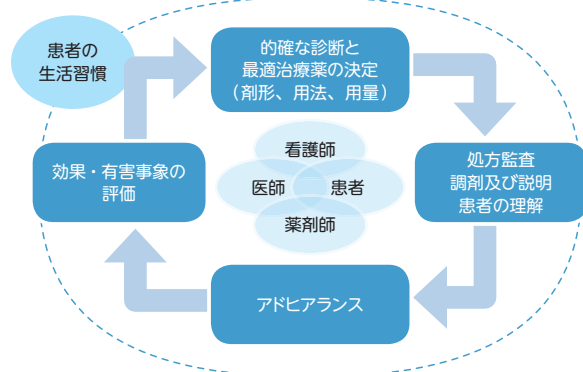 患者の
生活習慣
的確な診断と
最適治療薬の決定
（剤形、用法、用量）
処方監査
調剤及び説明
患者の理解
アドヒアランス
効果・有害事象の
評価
看護師
医師
患者
薬剤師